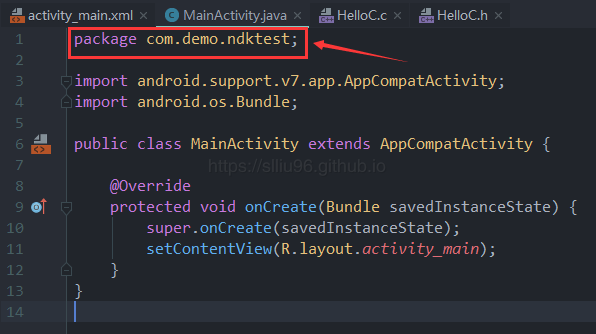 activity_main.xml MainActivity.java HelloC.c HelloC.h
1 package com.demo.ndktest;
2
3 import android.support.v7.app.AppCompatActivity;
4 import android.os.Bundle;
5
6 public class MainActivity extends AppCompatActivity {
7
https://slliu96.github.io
8 @Override
9 protected void onCreate(Bundle savedInstanceState) {
10 super.onCreate(savedInstanceState);
11 setContentView(R.layout.activity_main);
12 }
13 }
14